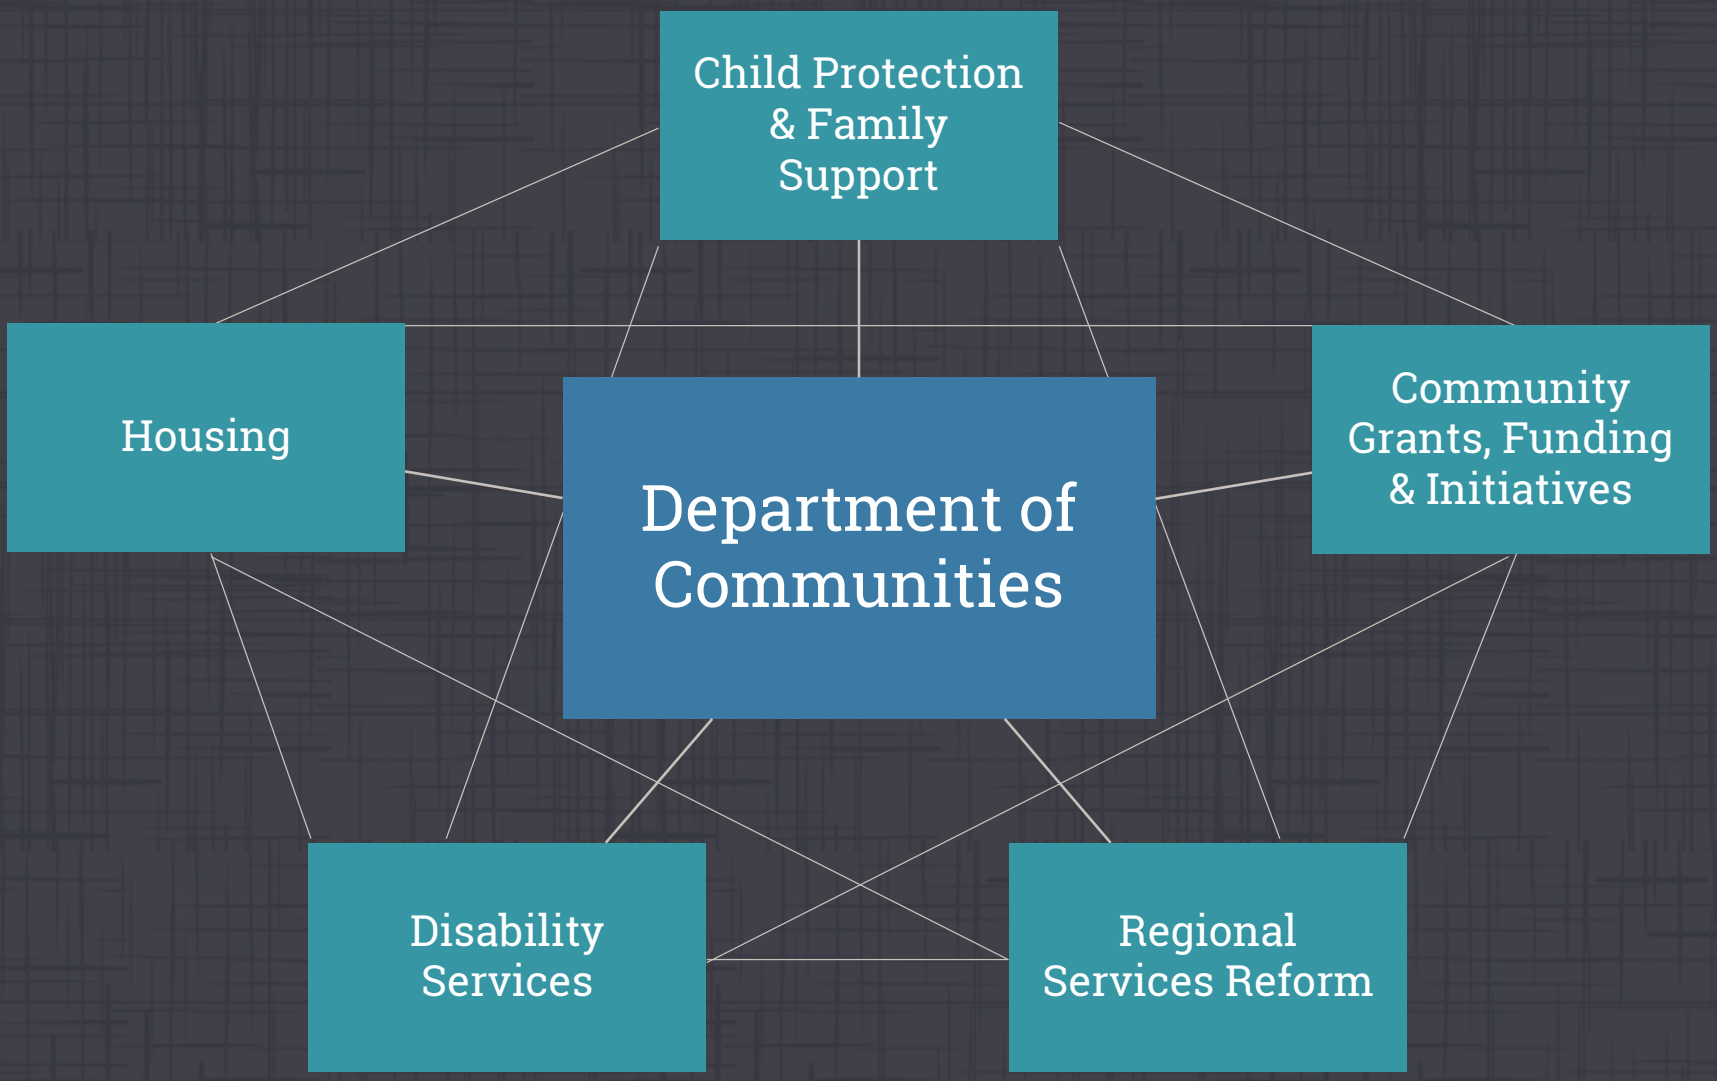 Child Protection
& Family
Support
Housing
Community
Grants, Funding
& Initiatives
Department of
Communities
Disability
Services
Regional
Services Reform